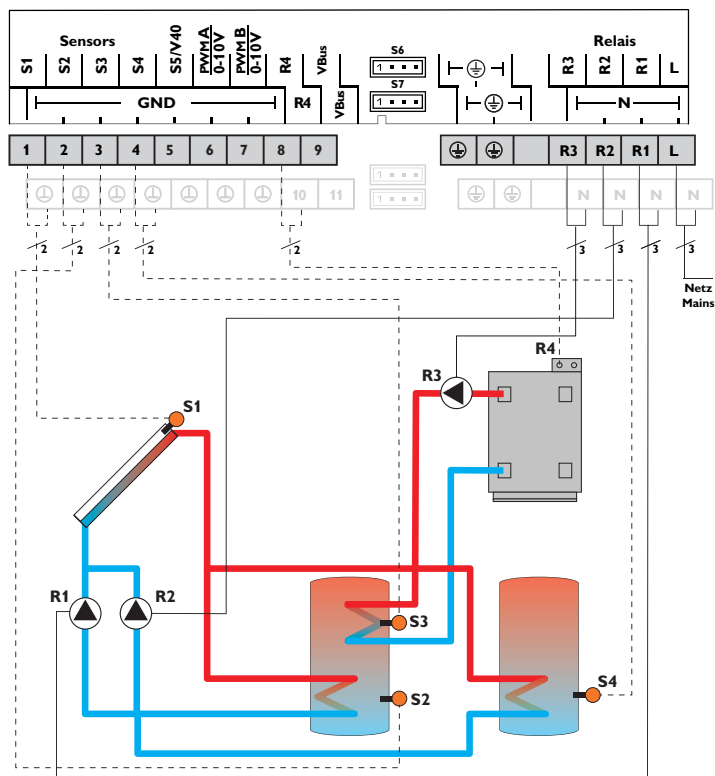 Sensors
Relais
S1 S2 S3 S4 S5/V40 PWM A 0-10V PWM B 0-10V R4 VBus S6 R3 R2 R1 L
S7
GND R4 VBus N
1 2 3 4 5 6 7 8 9 R3 R2 R1 L
10 11 N N N N
2 2 2 2 2 3 3 3 3
Netz
Mains
R4
R3
S1
R1 R2
S3
S4
S2